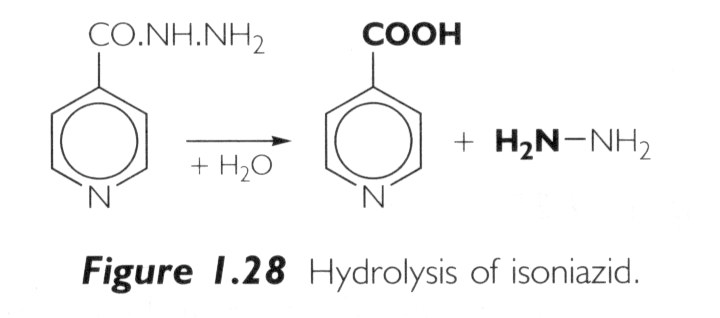 CO.NH.NH₂
COOH
N
+ H₂O
N
+ H₂N–NH₂
Figure 1.28 Hydrolysis of isoniazid.